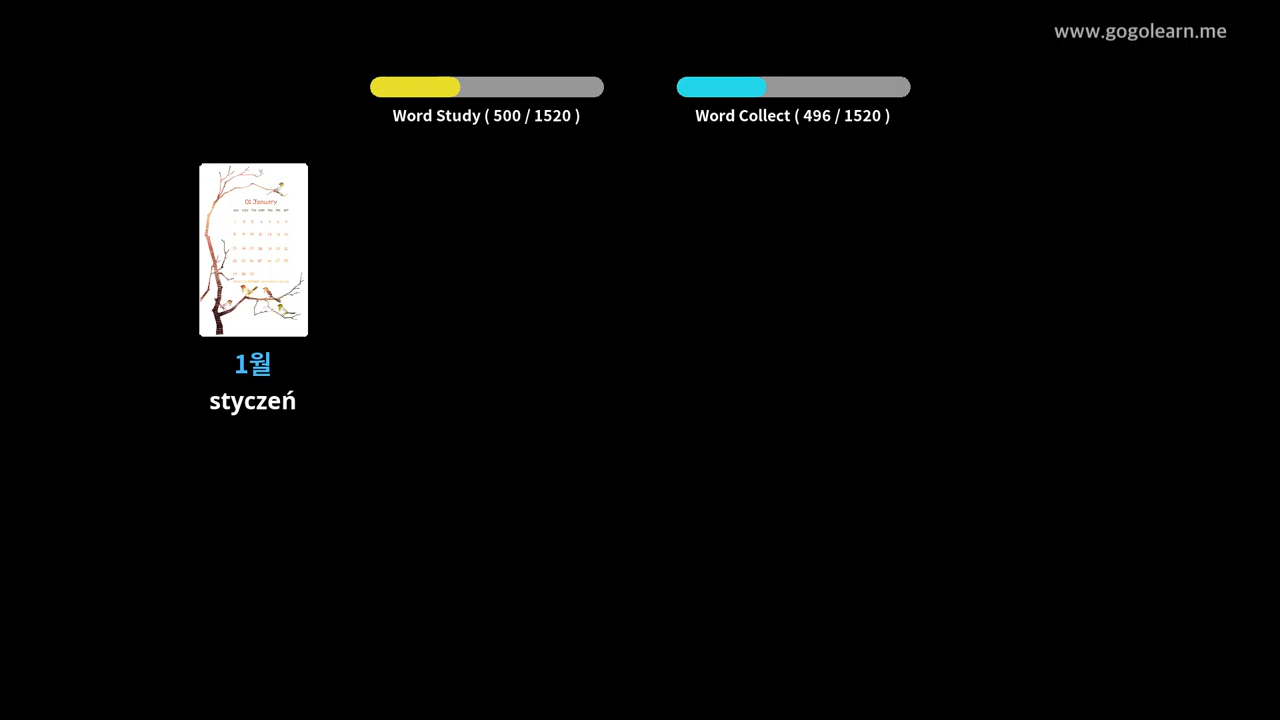 www.gogolearn.me
Word Study ( 500 / 1520 )
Word Collect ( 496 / 1520 )
01 January
1월
styczeń